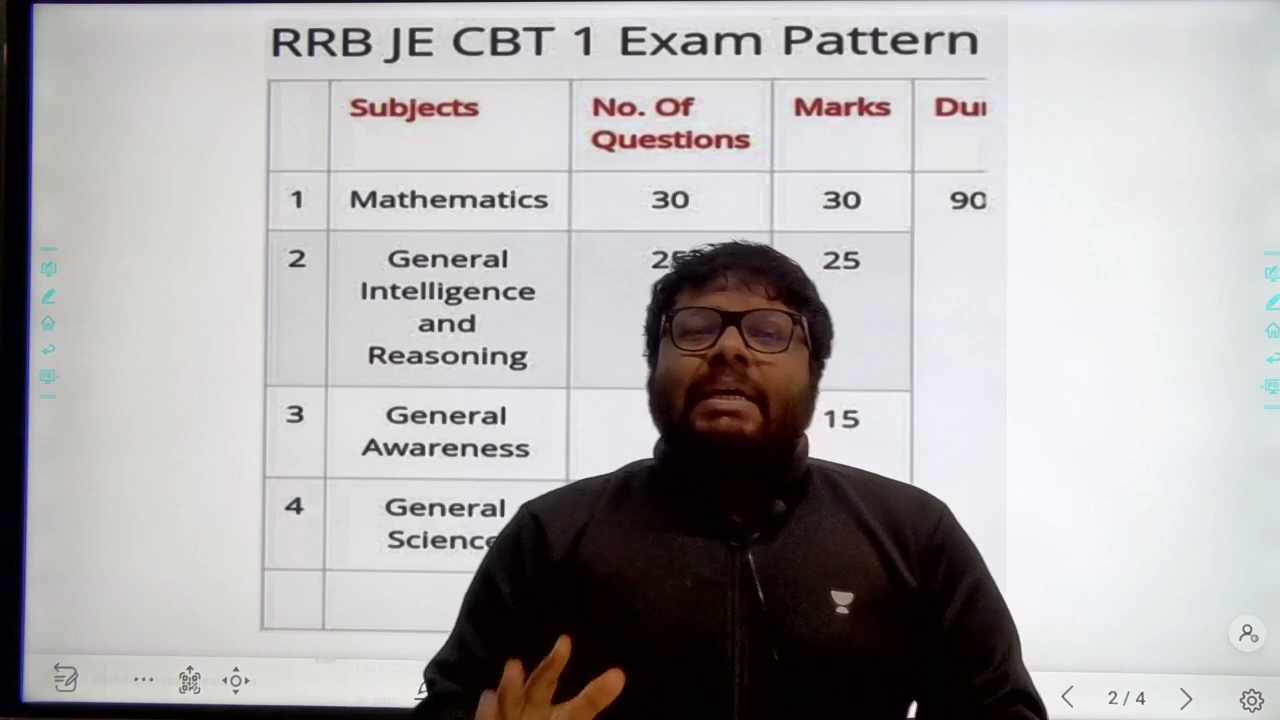 RRB JE CBT 1 Exam Pattern
Subjects
No. Of
Questions
Marks
1
Mathematics
30
30
90
2
General
Intelligence
and
Reasoning
25
3
General
Awareness
15
4
General
Science
2 / 4